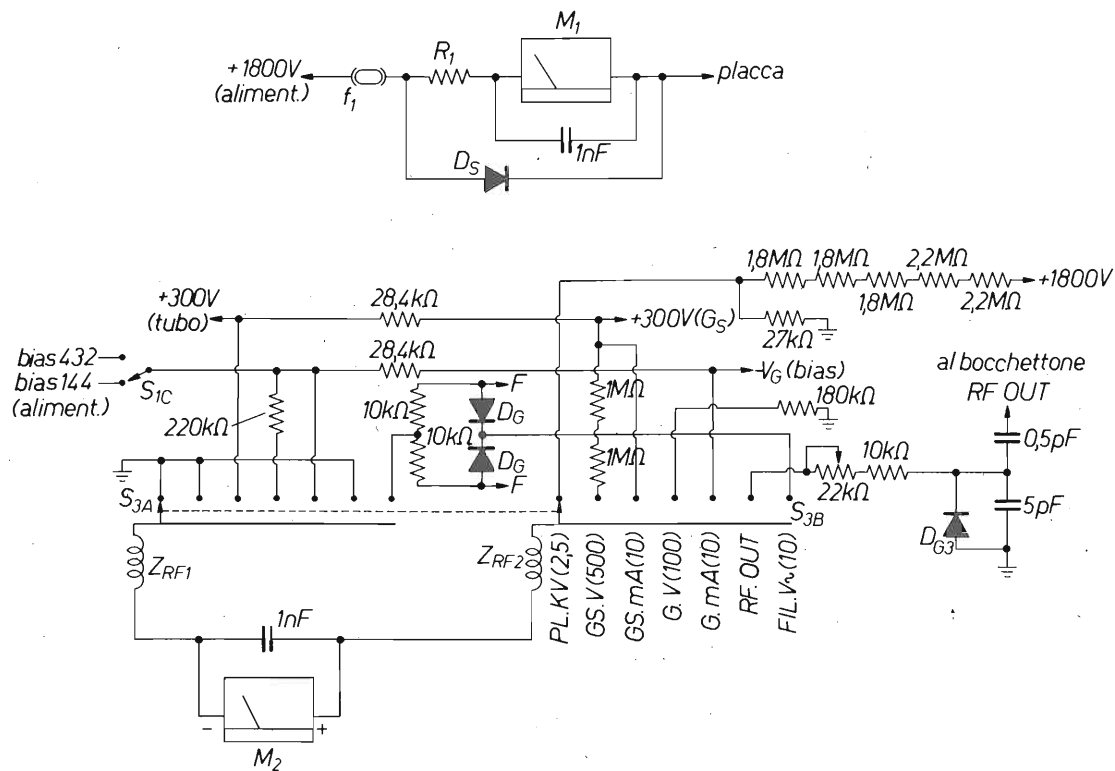 M1
R1
+1800V
(aliment.)
f1
placca
1nF
DS
1,8MΩ 1,8MΩ 2,2MΩ
+1800V
1,8MΩ 2,2MΩ
+300V
(tubo)
28,4kΩ
+300V(GS)
27kΩ
bias 432
bias 144
(aliment.)
S1C
28,4kΩ
-VG (bias)
al bocchettone
RF OUT
220kΩ
10kΩ
10kΩ
F
DG
DG
F
1MΩ
1MΩ
180kΩ
0,5pF
10kΩ
22kΩ
5pF
DG3
S3A
S3B
ZRF1
ZRF2
PL.KV(2,5)
GS.V(500)
GS.mA(10)
G.V(100)
G.mA(10)
RF.OUT
FIL.V~(10)
1nF
- +
M2